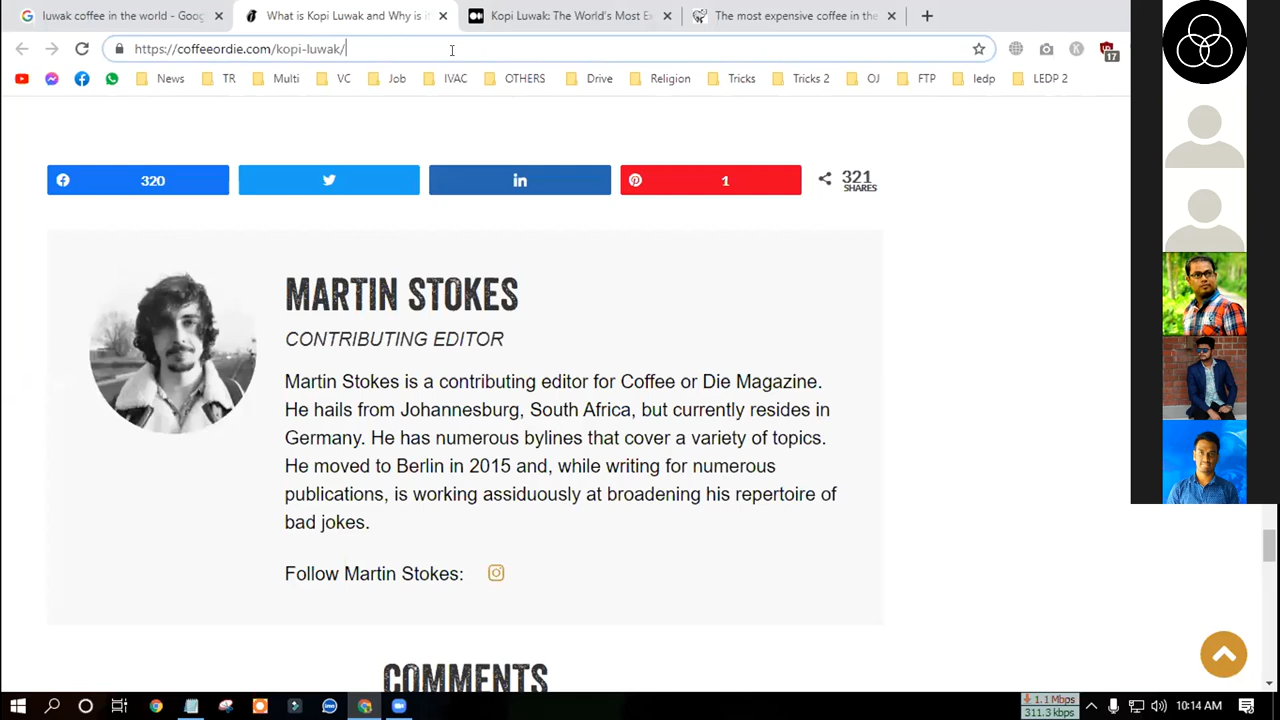 luwak coffee in the world - Goog
What is Kopi Luwak and Why is it
Kopi Luwak: The World's Most Ex
The most expensive coffee in the
https://coffeeordie.com/kopi-luwak/
17
News
TR
Multi
VC
Job
IVAC
OTHERS
Drive
Religion
Tricks
Tricks 2
OJ
FTP
ledp
LEDP 2
320
1
321
SHARES
MARTIN STOKES
CONTRIBUTING EDITOR
Martin Stokes is a contributing editor for Coffee or Die Magazine.
He hails from Johannesburg, South Africa, but currently resides in
Germany. He has numerous bylines that cover a variety of topics.
He moved to Berlin in 2015 and, while writing for numerous
publications, is working assiduously at broadening his repertoire of
bad jokes.
Follow Martin Stokes:
COMMENTS
1.1 Mbps
311.3 kbps
10:14 AM